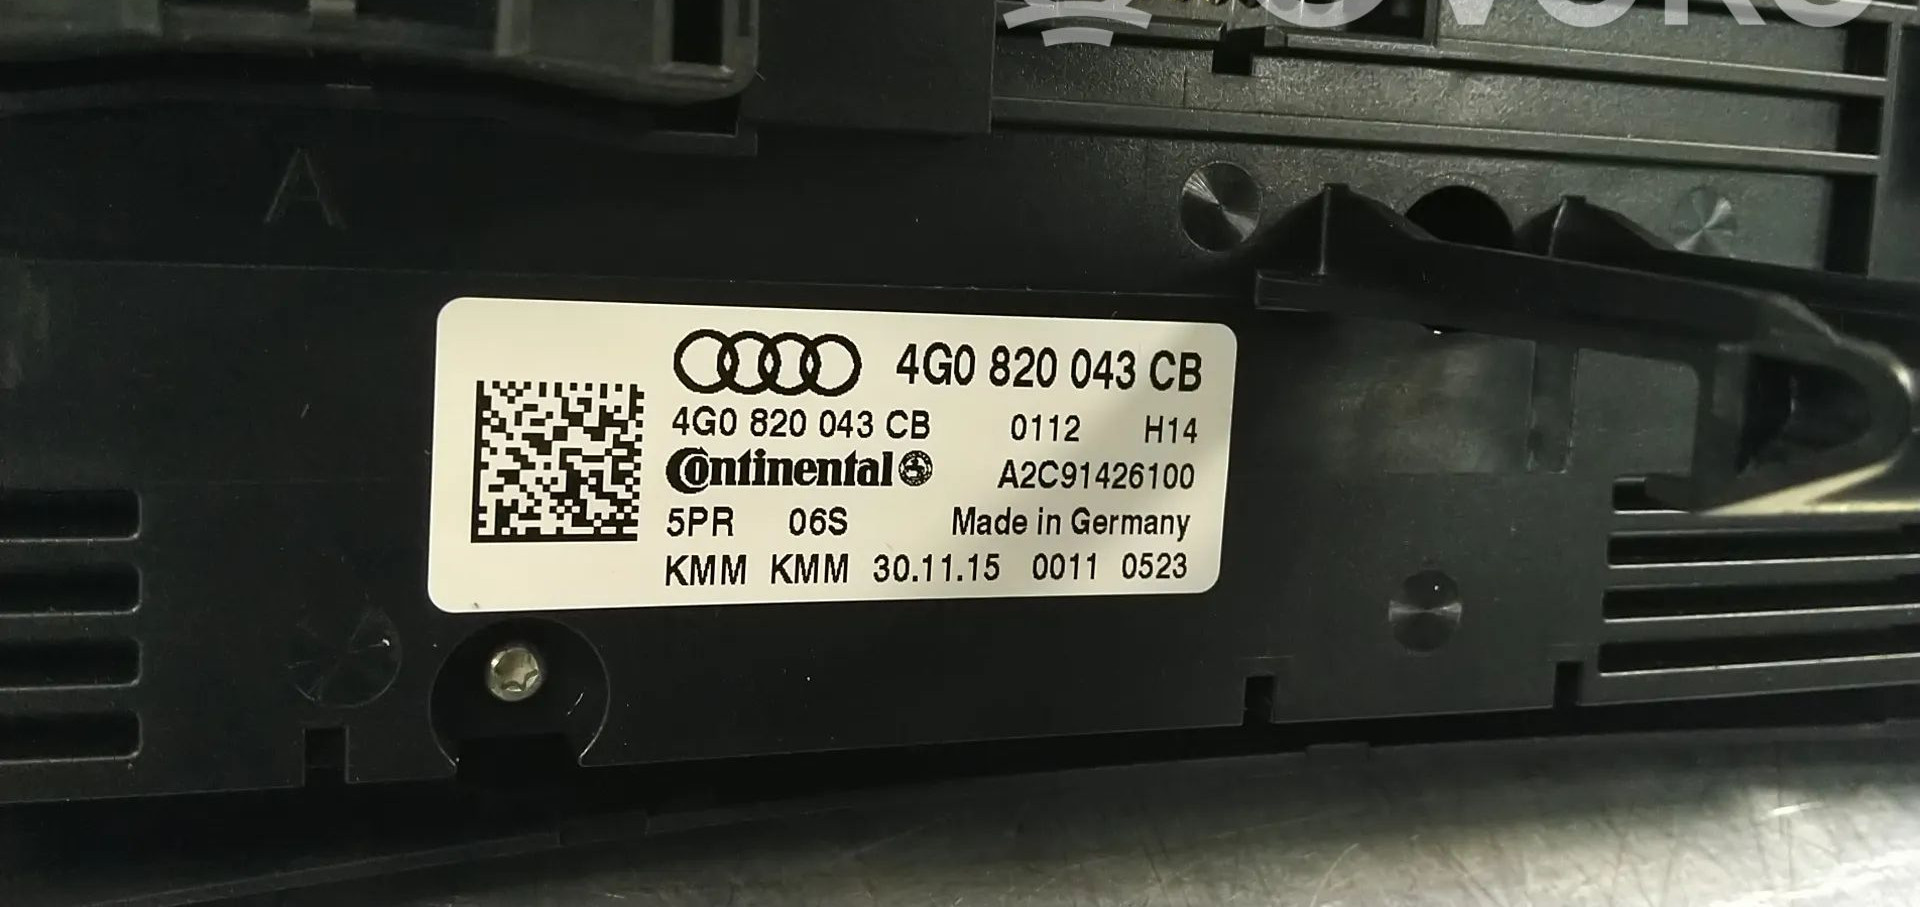 A
4G0 820 043 CB
4G0 820 043 CB 0112 H14
Continental A2C91426100
5PR 06S Made in Germany
KMM KMM 30.11.15 0011 0523